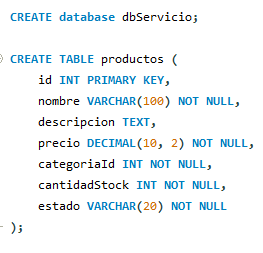 CREATE database dbServicio;
CREATE TABLE productos (
id INT PRIMARY KEY,
nombre VARCHAR(100) NOT NULL,
descripcion TEXT,
precio DECIMAL(10, 2) NOT NULL,
categoriaId INT NOT NULL,
cantidadStock INT NOT NULL,
estado VARCHAR(20) NOT NULL
);